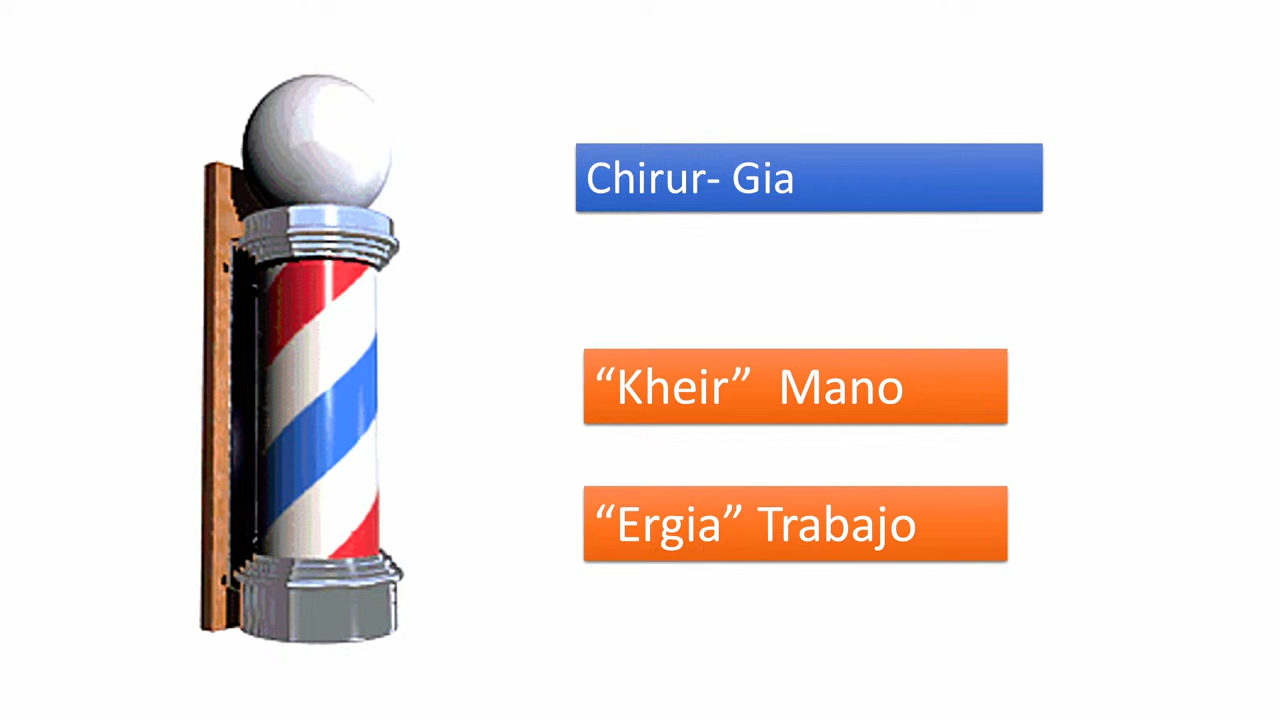 Chirur- Gia
“Kheir”  Mano
“Ergia” Trabajo